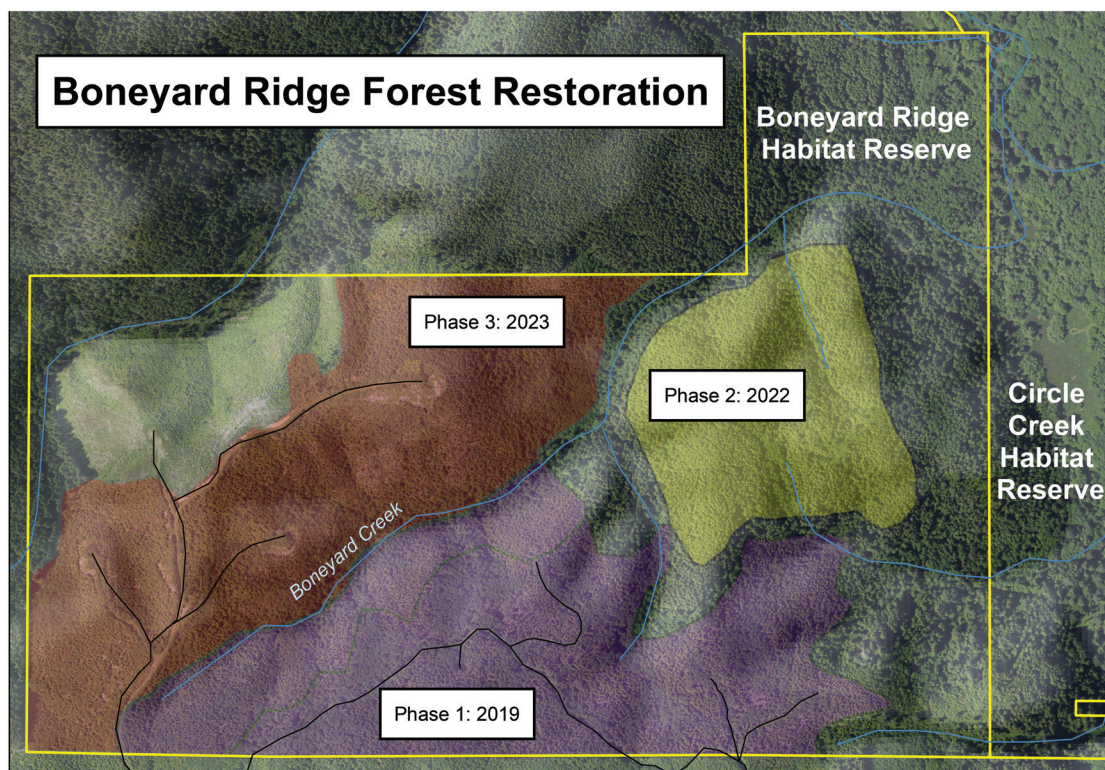 Boneyard Ridge Forest Restoration
Boneyard Ridge
Habitat Reserve
Phase 3: 2023
Phase 2: 2022
Circle
Creek
Habitat
Reserve
Boneyard Creek
Phase 1: 2019